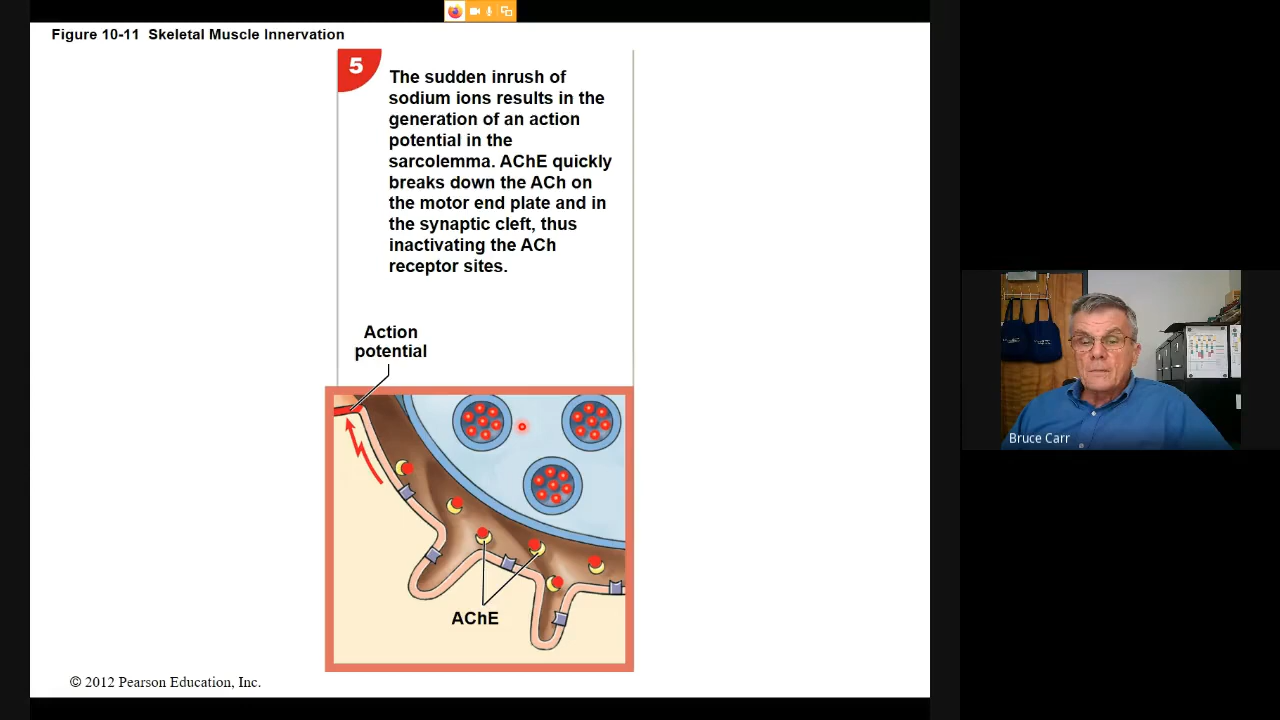 Figure 10-11 Skeletal Muscle Innervation
5
The sudden inrush of
sodium ions results in the
generation of an action
potential in the
sarcolemma. AChE quickly
breaks down the ACh on
the motor end plate and in
the synaptic cleft, thus
inactivating the ACh
receptor sites.
Action
potential
AChE
© 2012 Pearson Education, Inc.
Bruce Carr